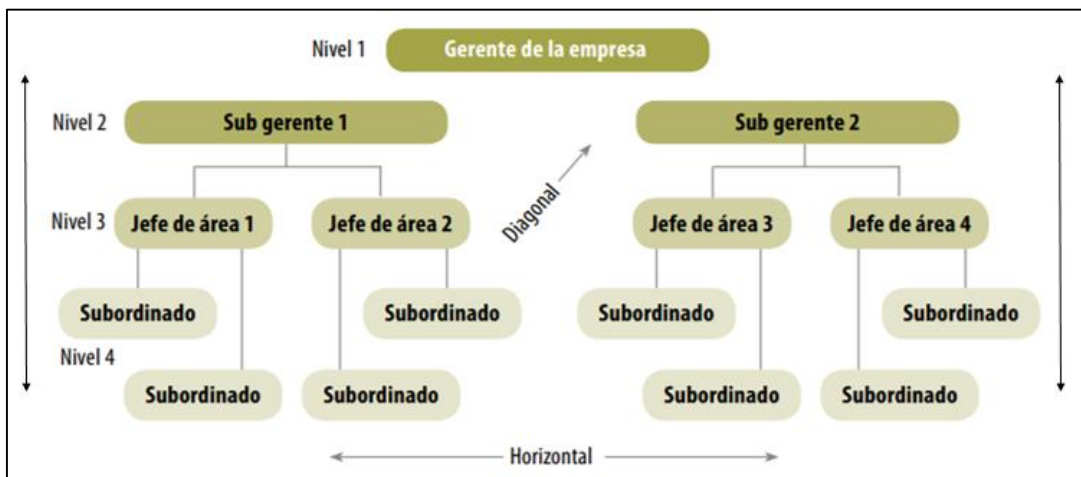 Nivel 1
Gerente de la empresa
Nivel 2
Sub gerente 1
Sub gerente 2
Diagonal
Nivel 3
Jefe de área 1
Jefe de área 2
Jefe de área 3
Jefe de área 4
Subordinado
Subordinado
Subordinado
Subordinado
Nivel 4
Subordinado
Subordinado
Subordinado
Subordinado
Horizontal